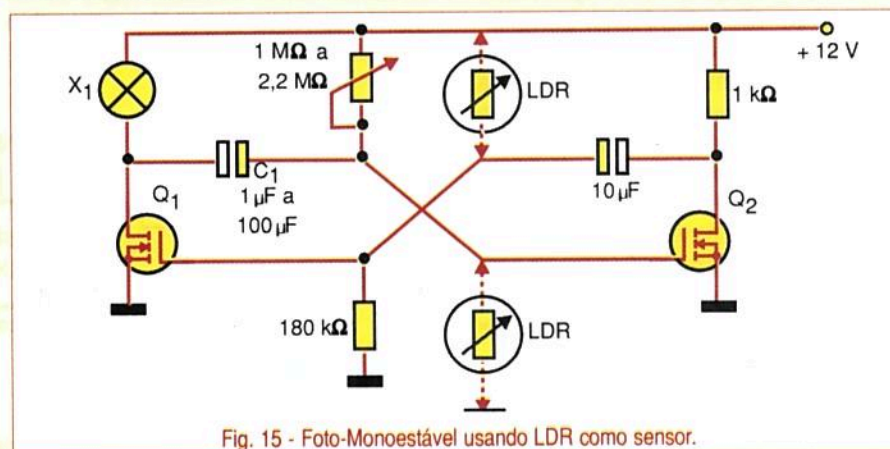 1 MΩ a
2,2 MΩ
X1
LDR
+ 12 V
1 kΩ
C1
1 µF a
100 µF
10 µF
Q1
Q2
180 kΩ
LDR
Fig. 15 - Foto-Monoestável usando LDR como sensor.